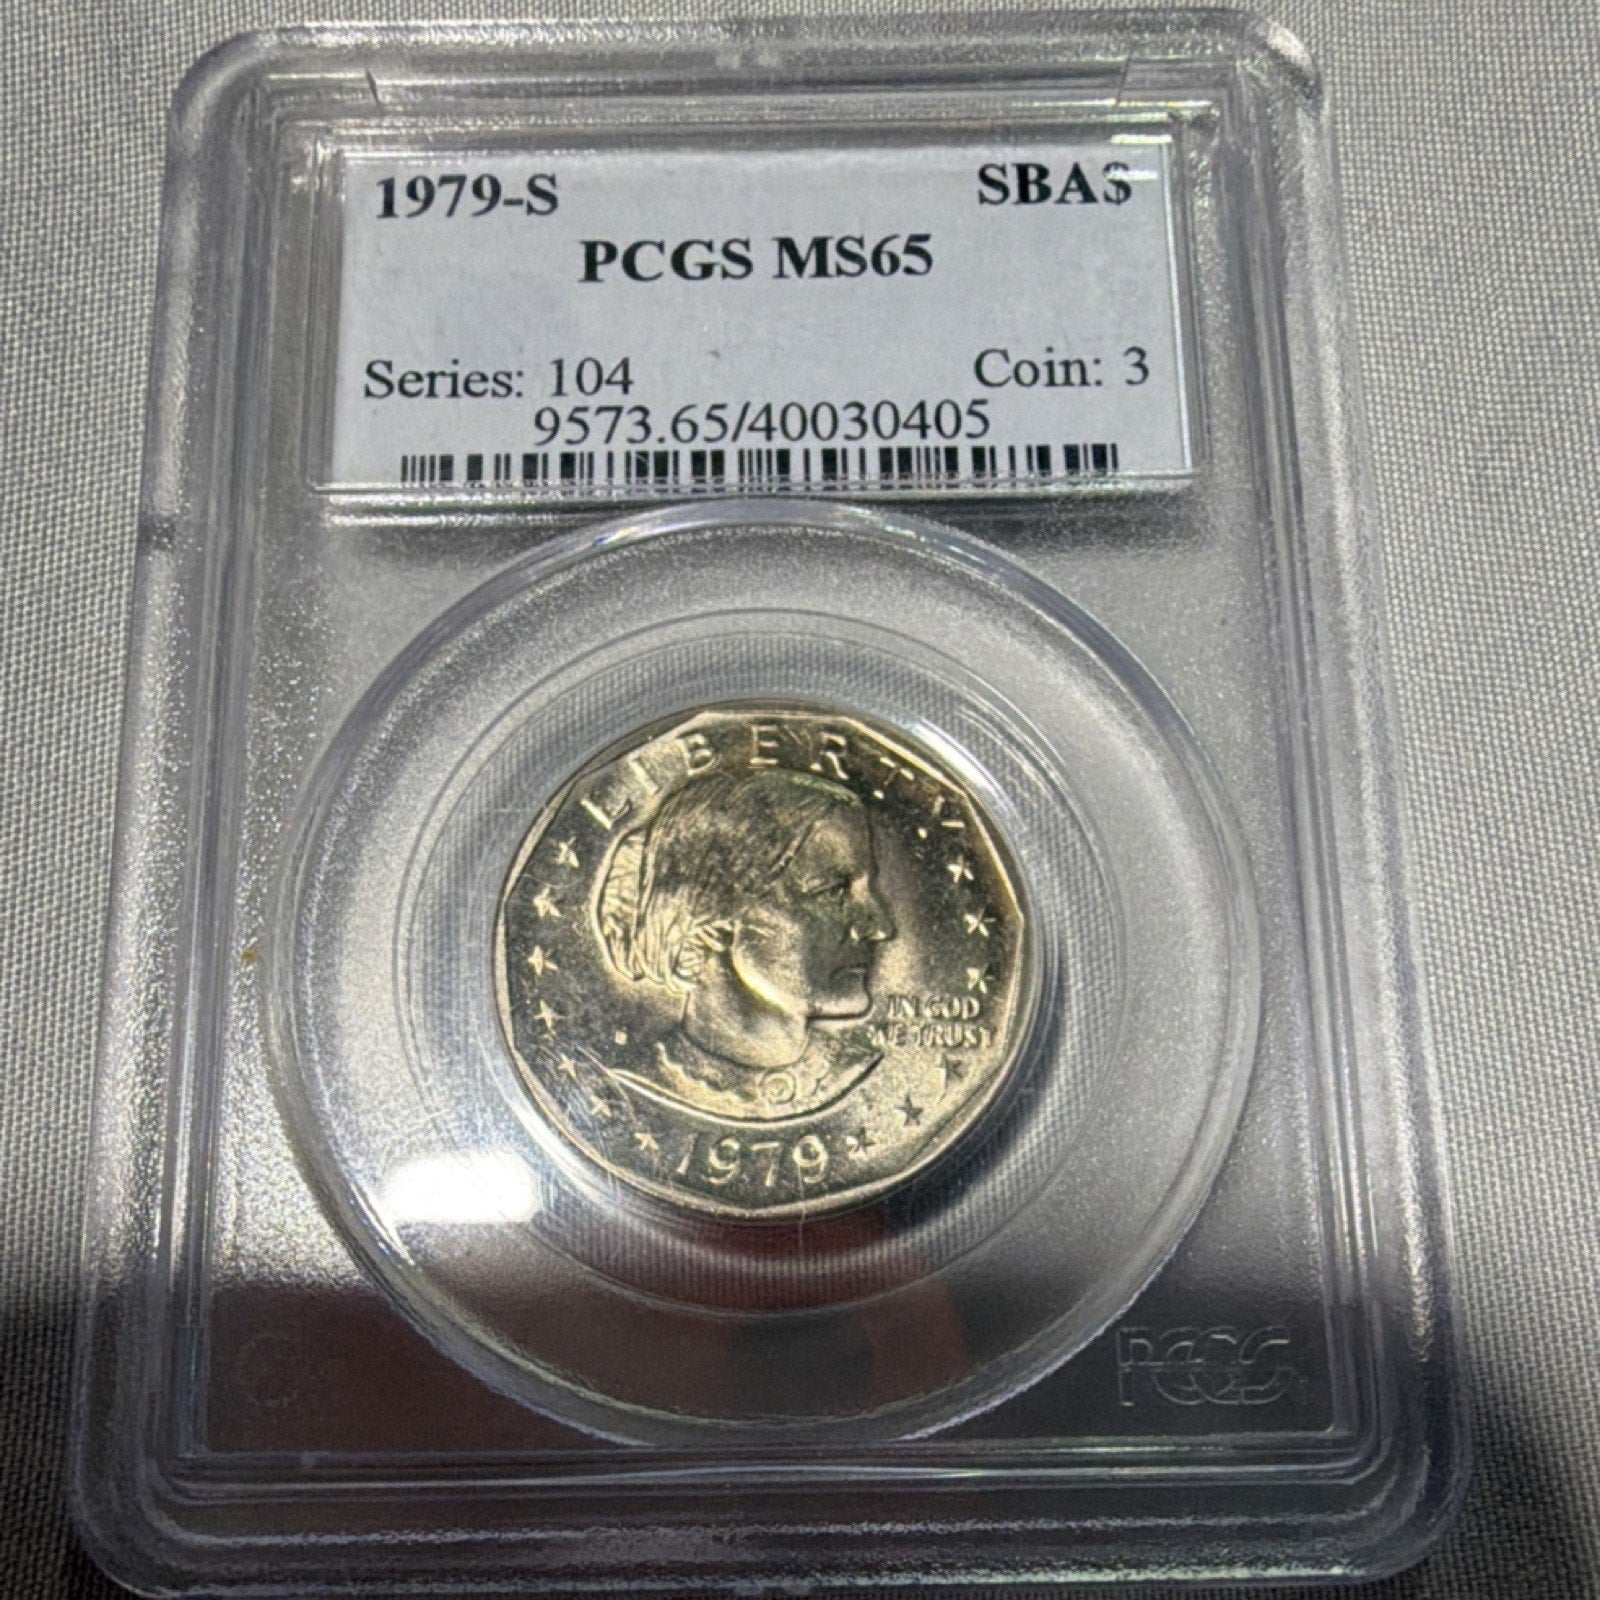 1979-S SBA$
PCGS MS65
Series: 104 Coin: 3
9573.65/40030405
LIBERTY
IN GOD
WE TRUST
S
1979
PCGS